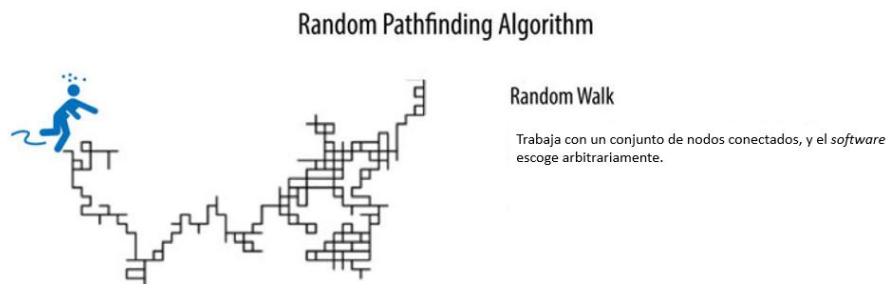 Random Pathfinding Algorithm
Random Walk
Trabaja con un conjunto de nodos conectados, y el software
escoge arbitrariamente.